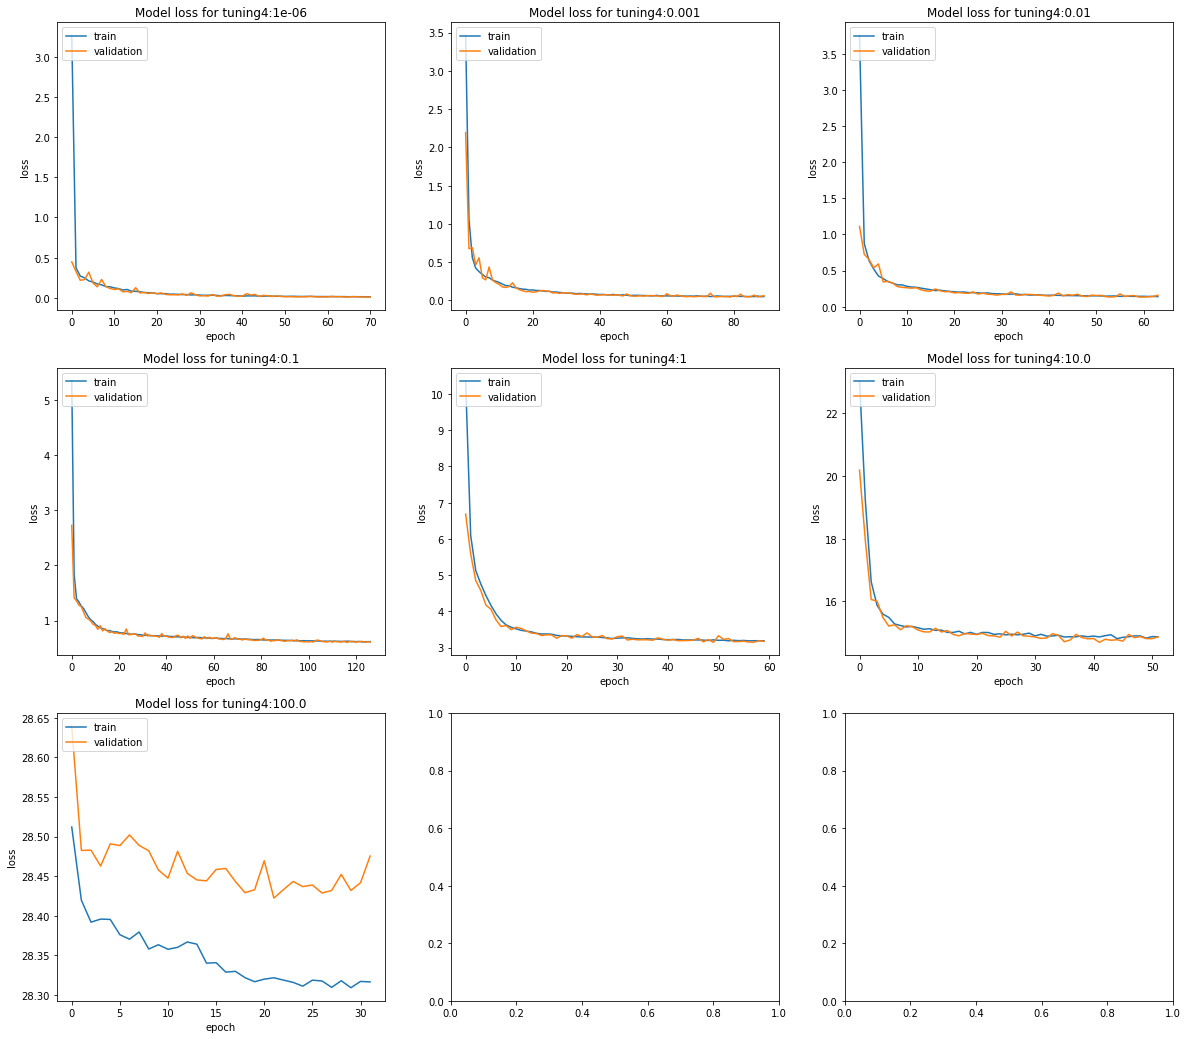 Model loss for tuning4:1e-06
train
validation
3.0
2.5
2.0
1.5
1.0
0.5
0.0
loss
0 10 20 30 40 50 60 70
epoch
Model loss for tuning4:0.001
train
validation
3.5
3.0
2.5
2.0
1.5
1.0
0.5
0.0
loss
0 20 40 60 80
epoch
Model loss for tuning4:0.01
train
validation
3.5
3.0
2.5
2.0
1.5
1.0
0.5
0.0
loss
0 10 20 30 40 50 60
epoch
Model loss for tuning4:0.1
train
validation
5
4
3
2
1
loss
0 20 40 60 80 100 120
epoch
Model loss for tuning4:1
train
validation
10
9
8
7
6
5
4
3
loss
0 10 20 30 40 50 60
epoch
Model loss for tuning4:10.0
train
validation
22
20
18
16
loss
0 10 20 30 40 50
epoch
Model loss for tuning4:100.0
train
validation
28.65
28.60
28.55
28.50
28.45
28.40
28.35
28.30
loss
0 5 10 15 20 25 30
epoch
1.0
0.8
0.6
0.4
0.2
0.0
0.0 0.2 0.4 0.6 0.8 1.0
1.0
0.8
0.6
0.4
0.2
0.0
0.0 0.2 0.4 0.6 0.8 1.0